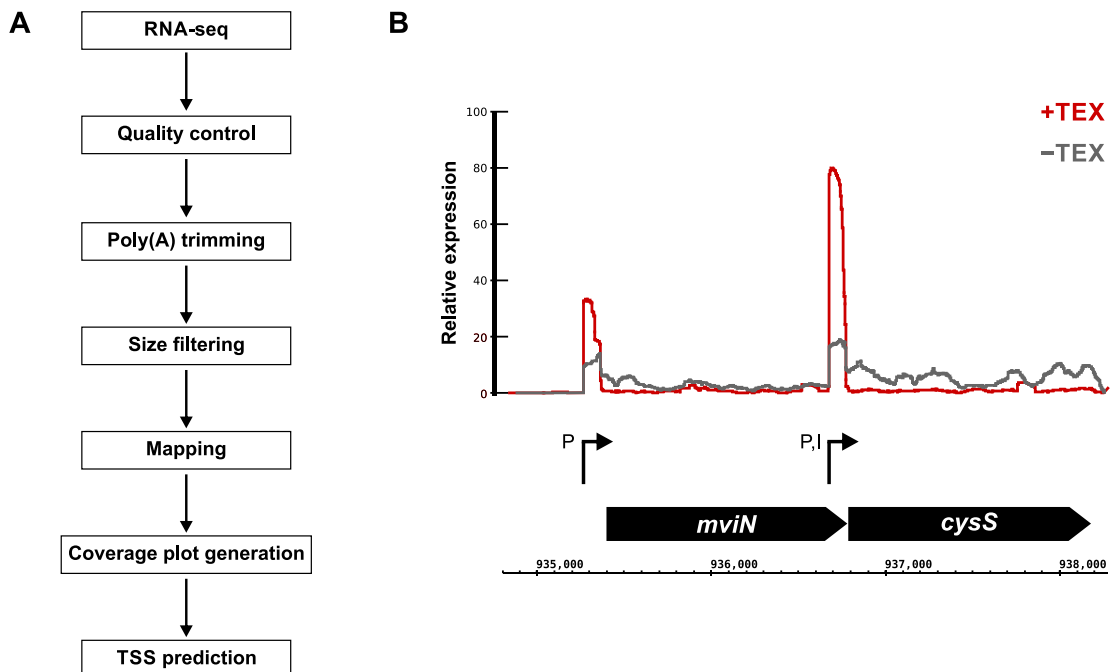 A
RNA-seq
Quality control
Poly(A) trimming
Size filtering
Mapping
Coverage plot generation
TSS prediction
B
+TEX
−TEX
Relative expression
100
80
60
40
20
0
P
P,I
mviN
cysS
935,000
936,000
937,000
938,000